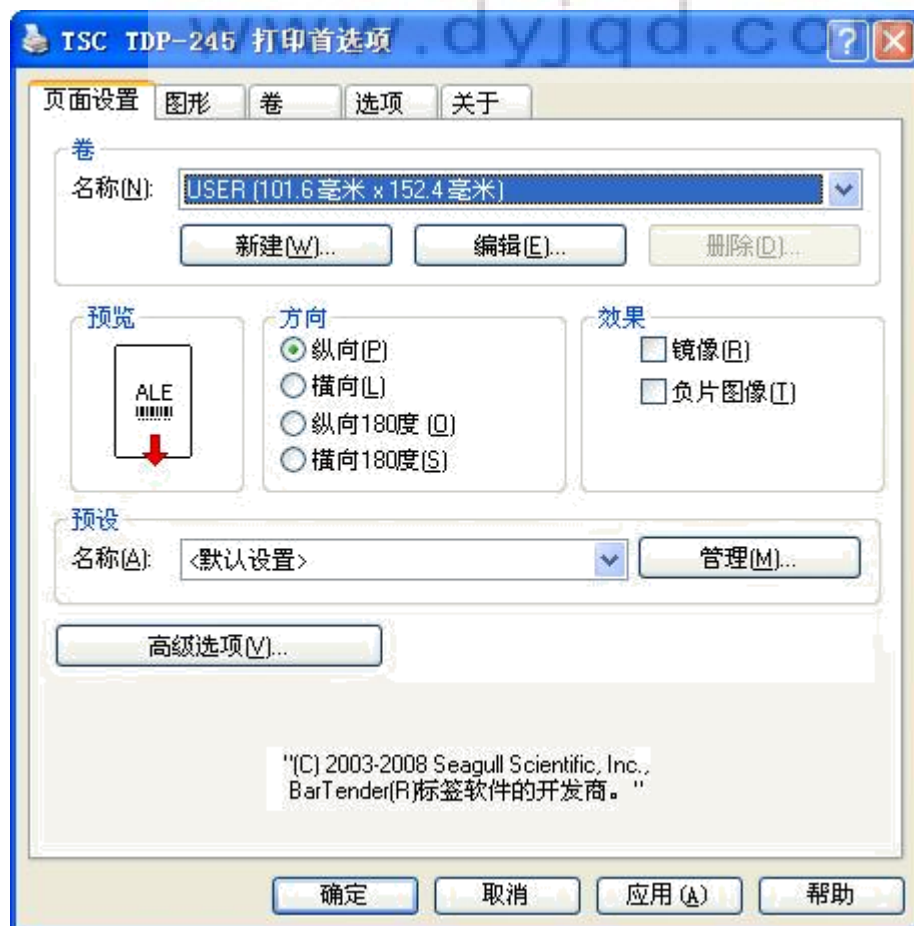 www.dyjqd.com
TSC TDP-245 打印首选项
页面设置 图形 卷 选项 关于
卷
名称(N): USER (101.6 毫米 x 152.4 毫米)
新建(W)... 编辑(E)... 删除(D)...
预览 方向 效果
纵向(P) 镜像(R)
ALE 横向(L) 负片图像(T)
纵向180度 (O)
横向180度(S)
预设
名称(A): <默认设置> 管理(M)...
高级选项(V)...
"(C) 2003-2008 Seagull Scientific, Inc.,
BarTender(R)标签软件的开发商。"
确定 取消 应用(A) 帮助